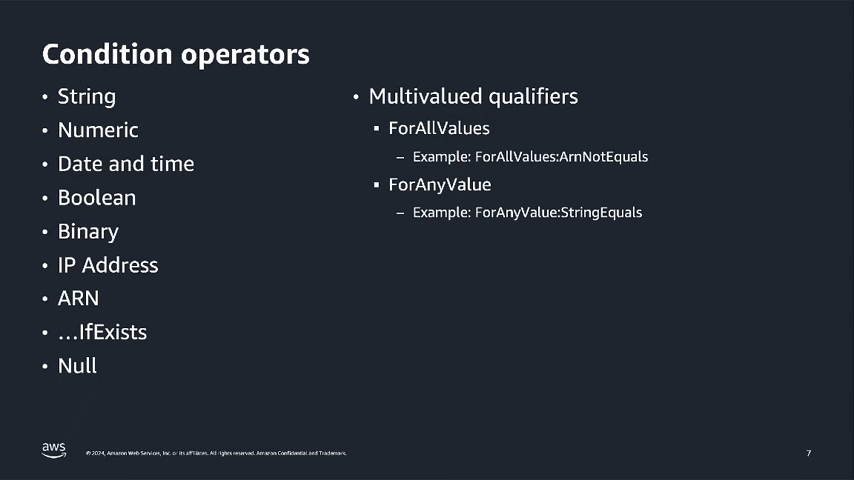 Condition operators
• String
• Numeric
• Date and time
• Boolean
• Binary
• IP Address
• ARN
• …IfExists
• Null
• Multivalued qualifiers
▪ ForAllValues
– Example: ForAllValues:ArnNotEquals
▪ ForAnyValue
– Example: ForAnyValue:StringEquals
aws
© 2024, Amazon Web Services, Inc. or its affiliates. All rights reserved. Amazon Confidential and Trademark.
7